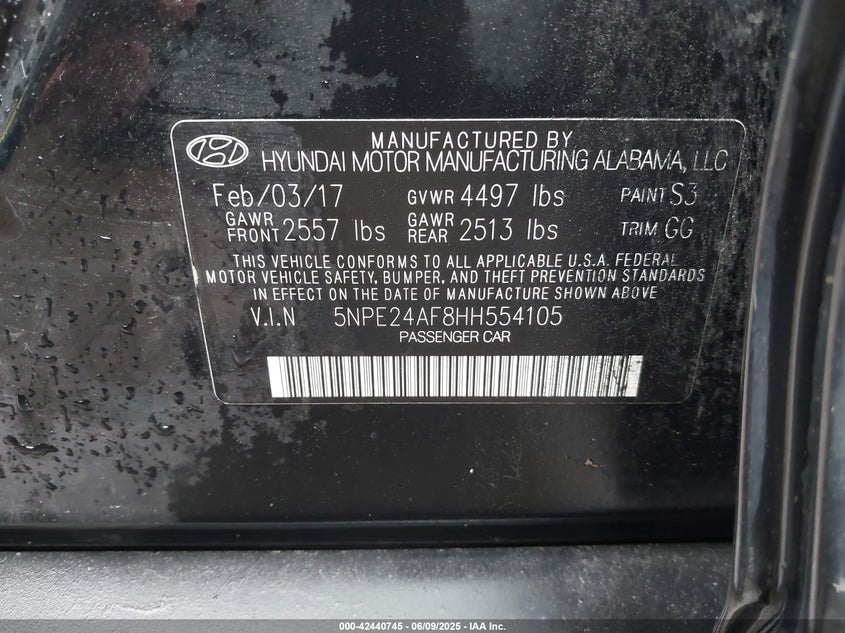 MANUFACTURED BY
HYUNDAI MOTOR MANUFACTURING ALABAMA, LLC
Feb/03/17 GVWR 4497 lbs PAINT S3
GAWR FRONT 2557 lbs GAWR REAR 2513 lbs TRIM GG
THIS VEHICLE CONFORMS TO ALL APPLICABLE U.S.A. FEDERAL
MOTOR VEHICLE SAFETY, BUMPER, AND THEFT PREVENTION STANDARDS
IN EFFECT ON THE DATE OF MANUFACTURE SHOWN ABOVE
V.I.N 5NPE24AF8HH554105
PASSENGER CAR
000-42440745 - 06/09/2025 - IAA Inc.